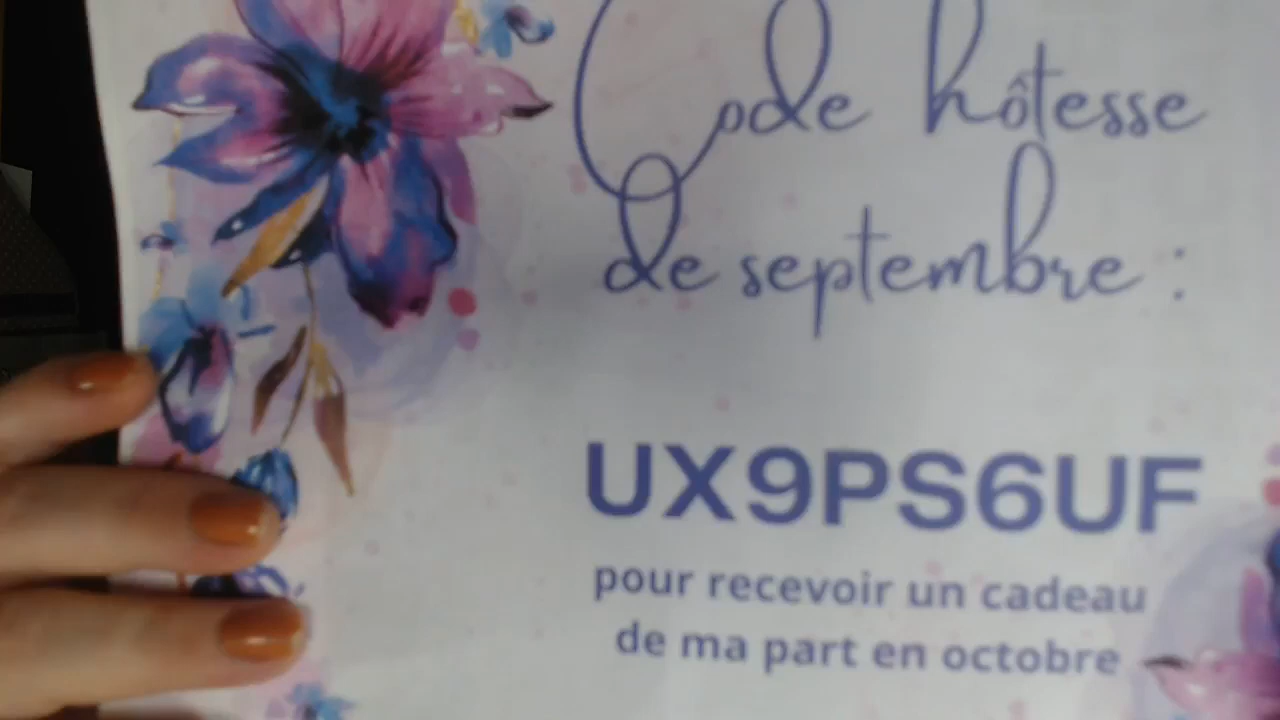 Code hôtesse
de septembre :
UX9PS6UF
pour recevoir un cadeau
de ma part en octobre